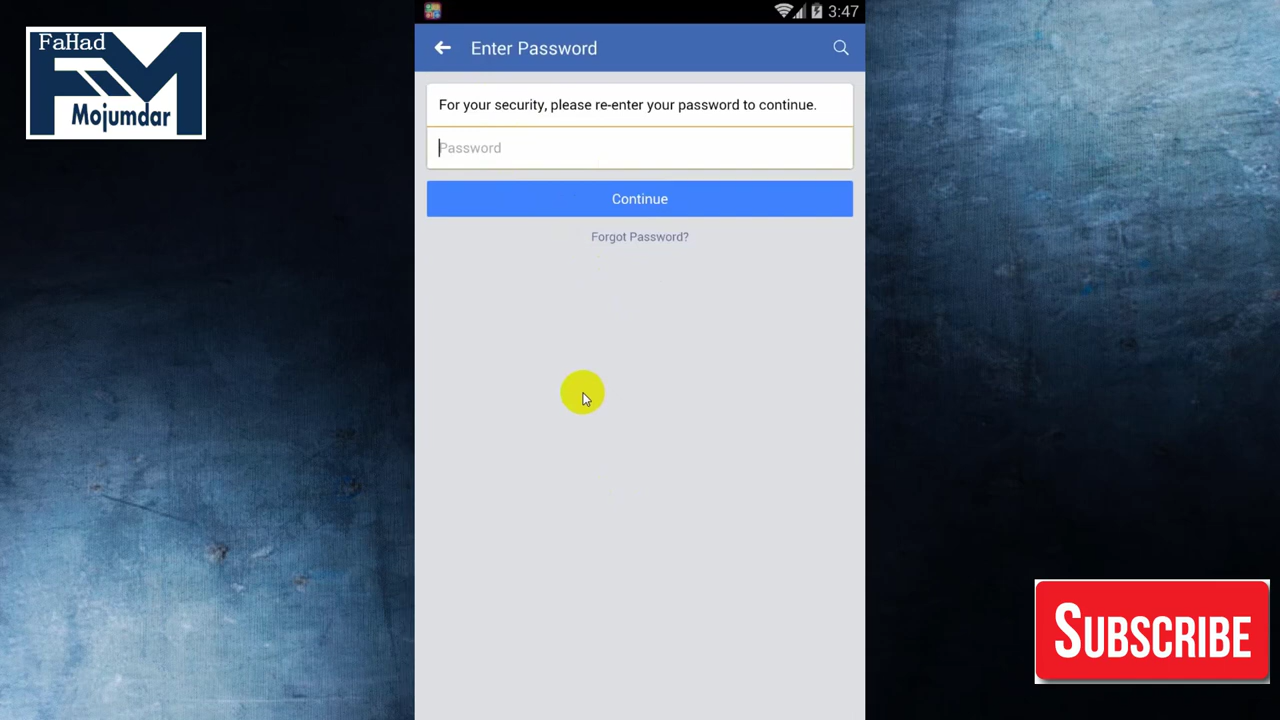 FaHad
FM
Mojumdar
3:47
Enter Password
For your security, please re-enter your password to continue.
Password
Continue
Forgot Password?
SUBSCRIBE